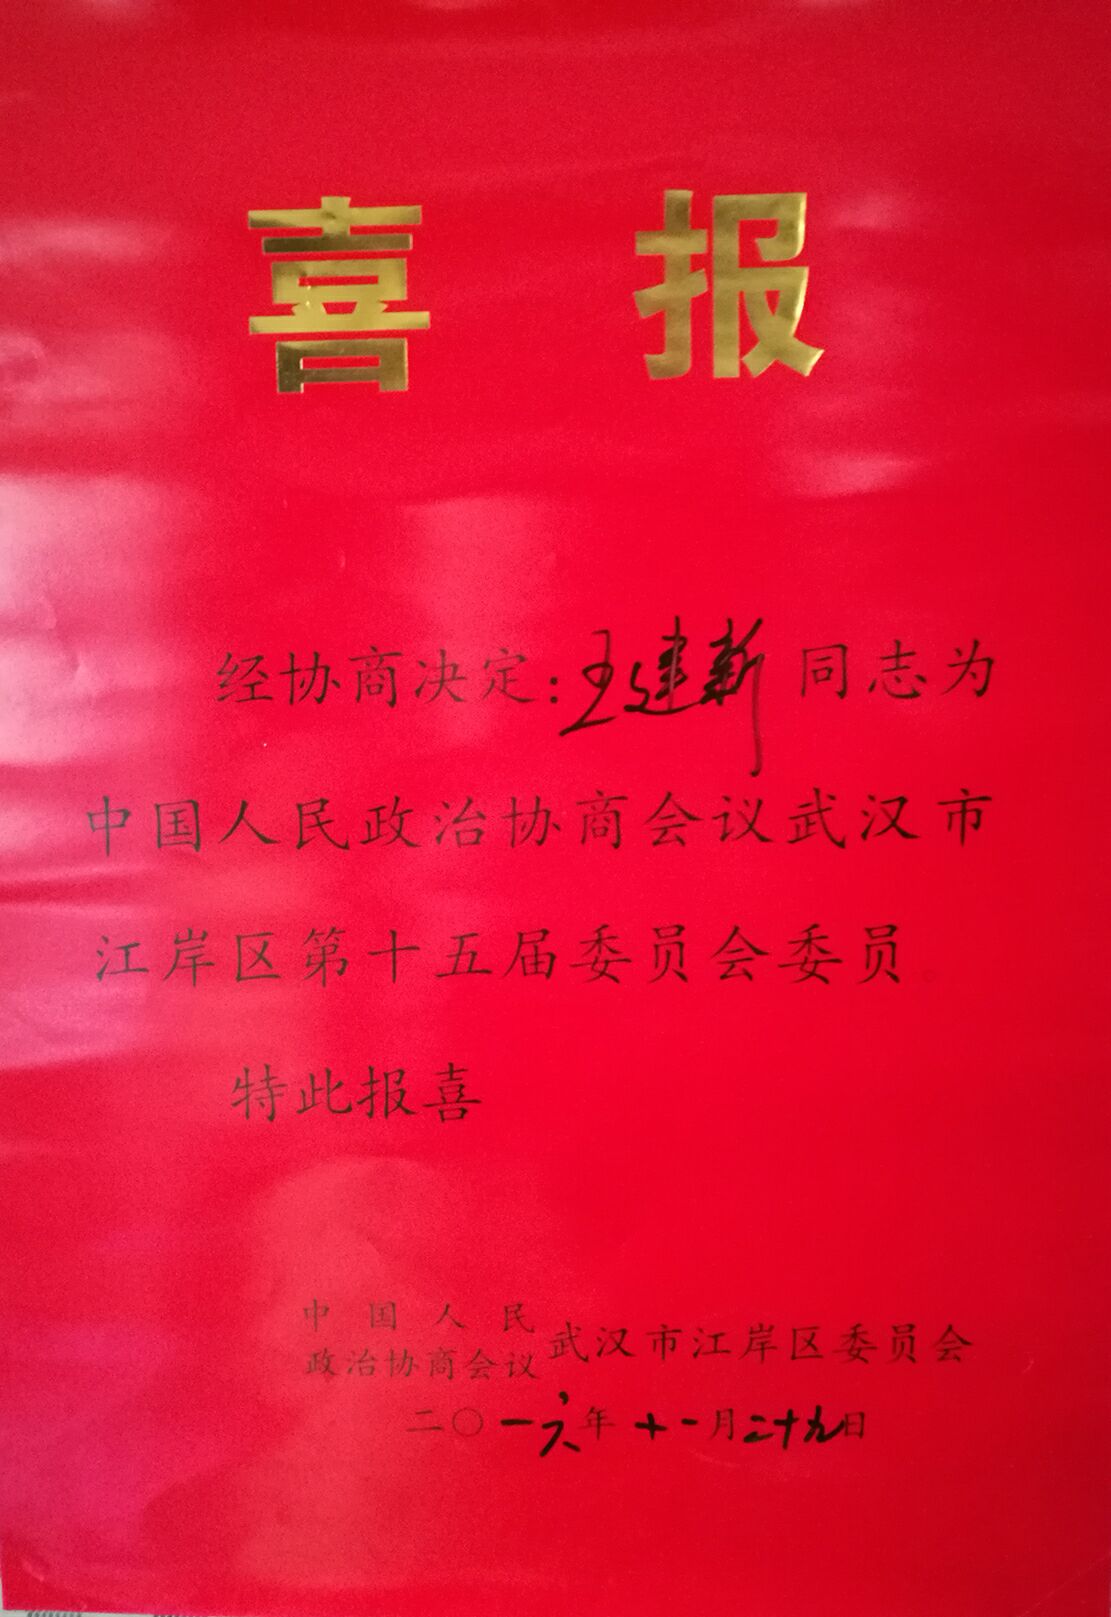 喜报
经协商决定：王建新同志为
中国人民政治协商会议武汉市
江岸区第十五届委员会委员。
特此报喜
中国人民
政治协商会议 武汉市江岸区委员会
二〇一六年十一月二十九日